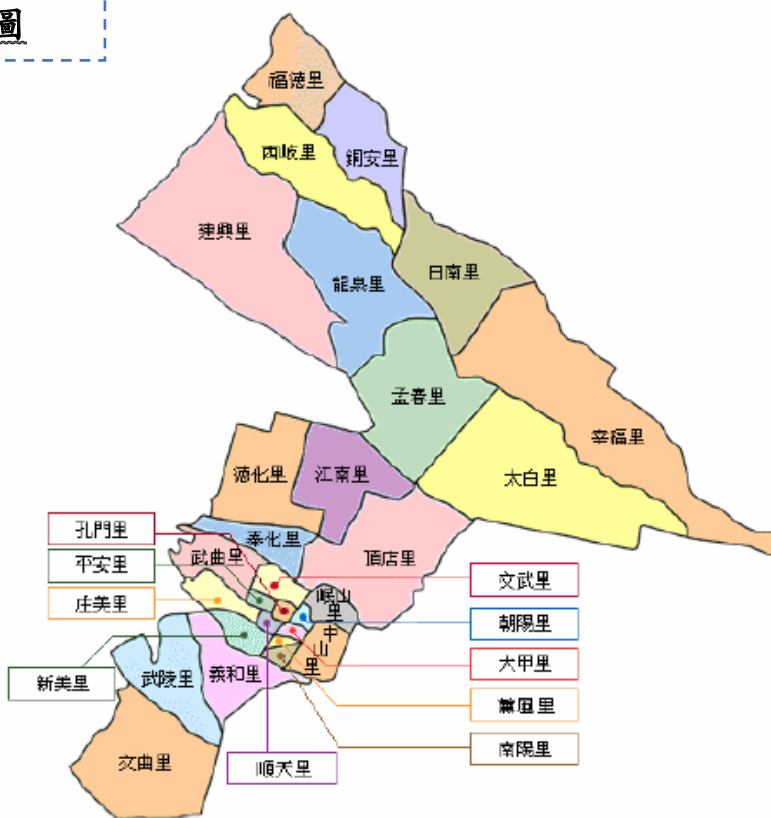 圖
福德里
西岐里
銅安里
建興里
龍泉里
日南里
孟春里
幸福里
太白里
德化里
江南里
奉化里
頂店里
武曲里
岷山里
中山里
孔門里
平安里
庄美里
新美里
武陵里
義和里
文曲里
順天里
文武里
朝陽里
大甲里
薰風里
南陽里